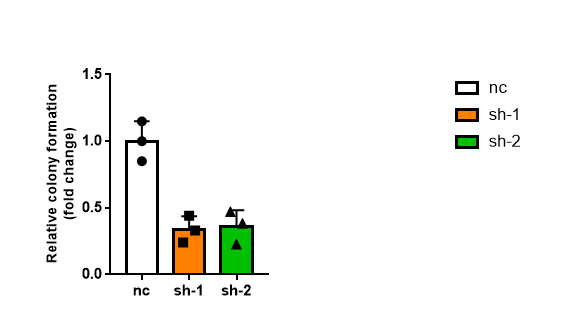 Relative colony formation
(fold change)
1.5
1.0
0.5
0.0
nc sh-1 sh-2
nc
sh-1
sh-2